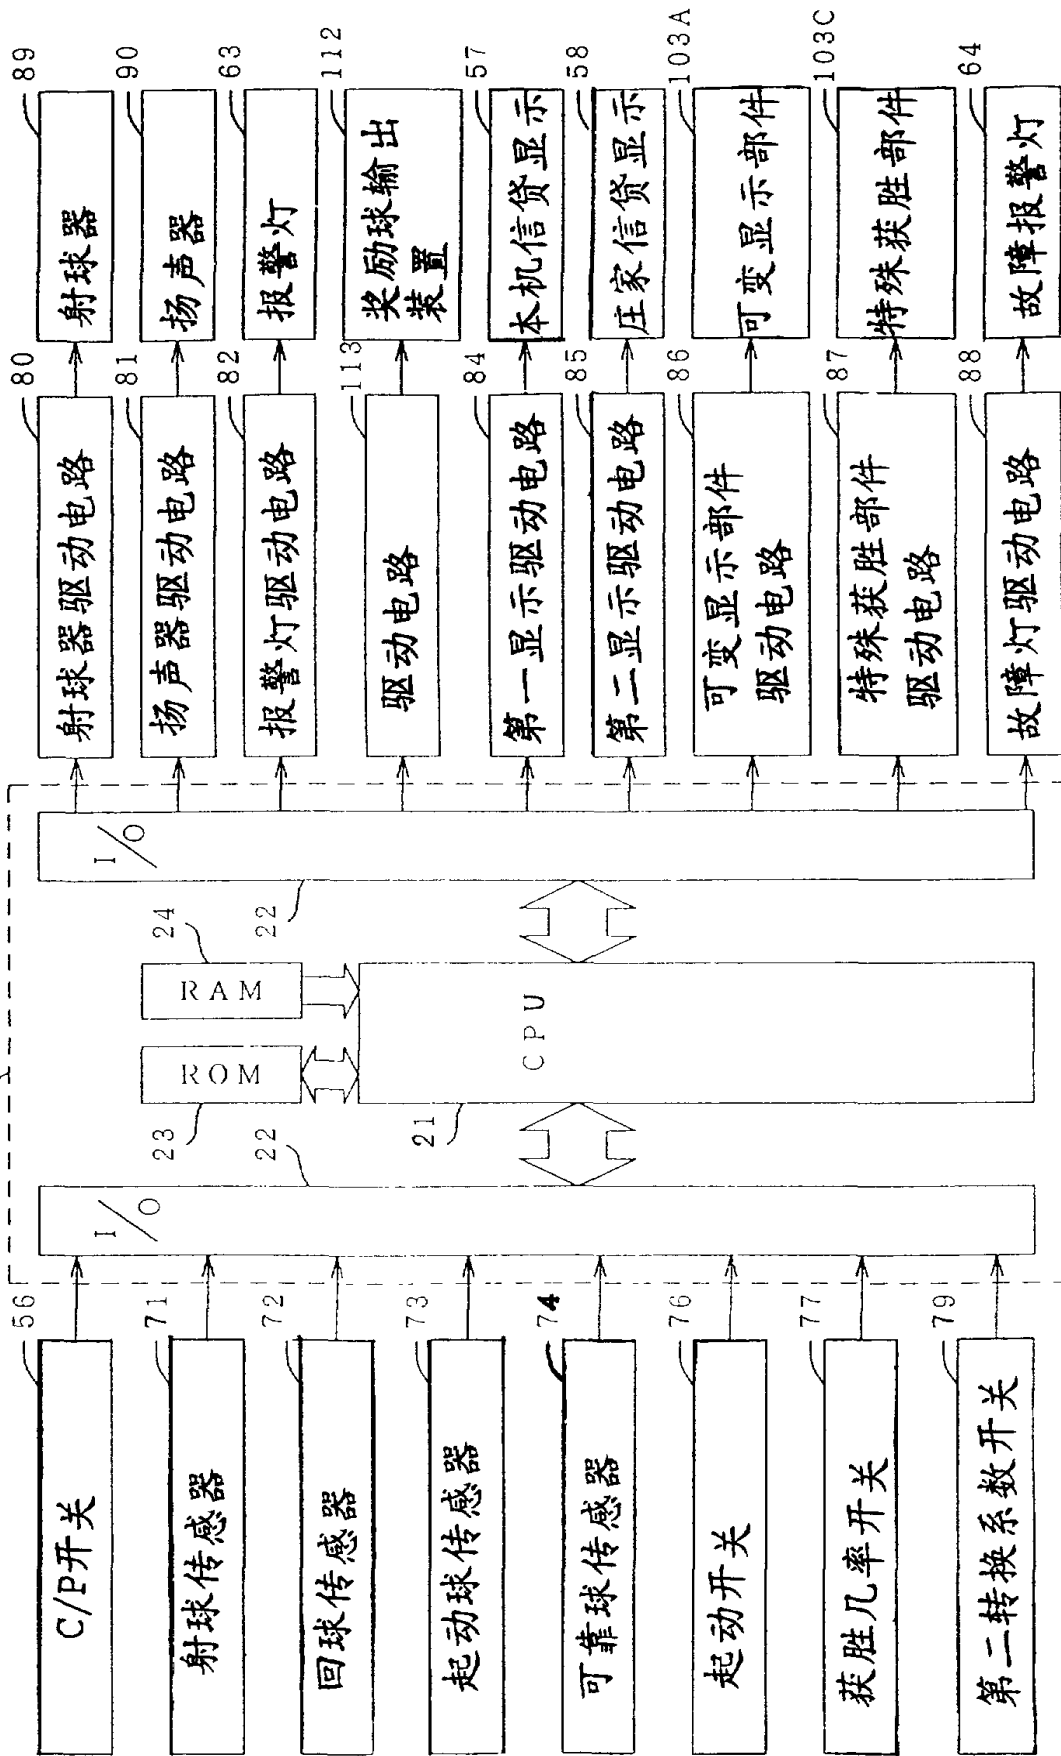 56
C/P开关
71
射球传感器
72
回球传感器
73
起动球传感器
74
可靠球传感器
76
起动开关
77
获胜几率开关
79
第二转换系数开关
I/O
22
23
ROM
24
RAM
21
CPU
I/O
22
80
射球器驱动电路
81
扬声器驱动电路
82
报警灯驱动电路
113
驱动电路
84
第一显示驱动电路
85
第二显示驱动电路
86
可变显示部件
驱动电路
87
特殊获胜部件
驱动电路
88
故障灯驱动电路
89
射球器
90
扬声器
63
报警灯
112
奖励球输出
装置
57
本机信贷显示
58
庄家信贷显示
103A
可变显示部件
103C
特殊获胜部件
64
故障报警灯